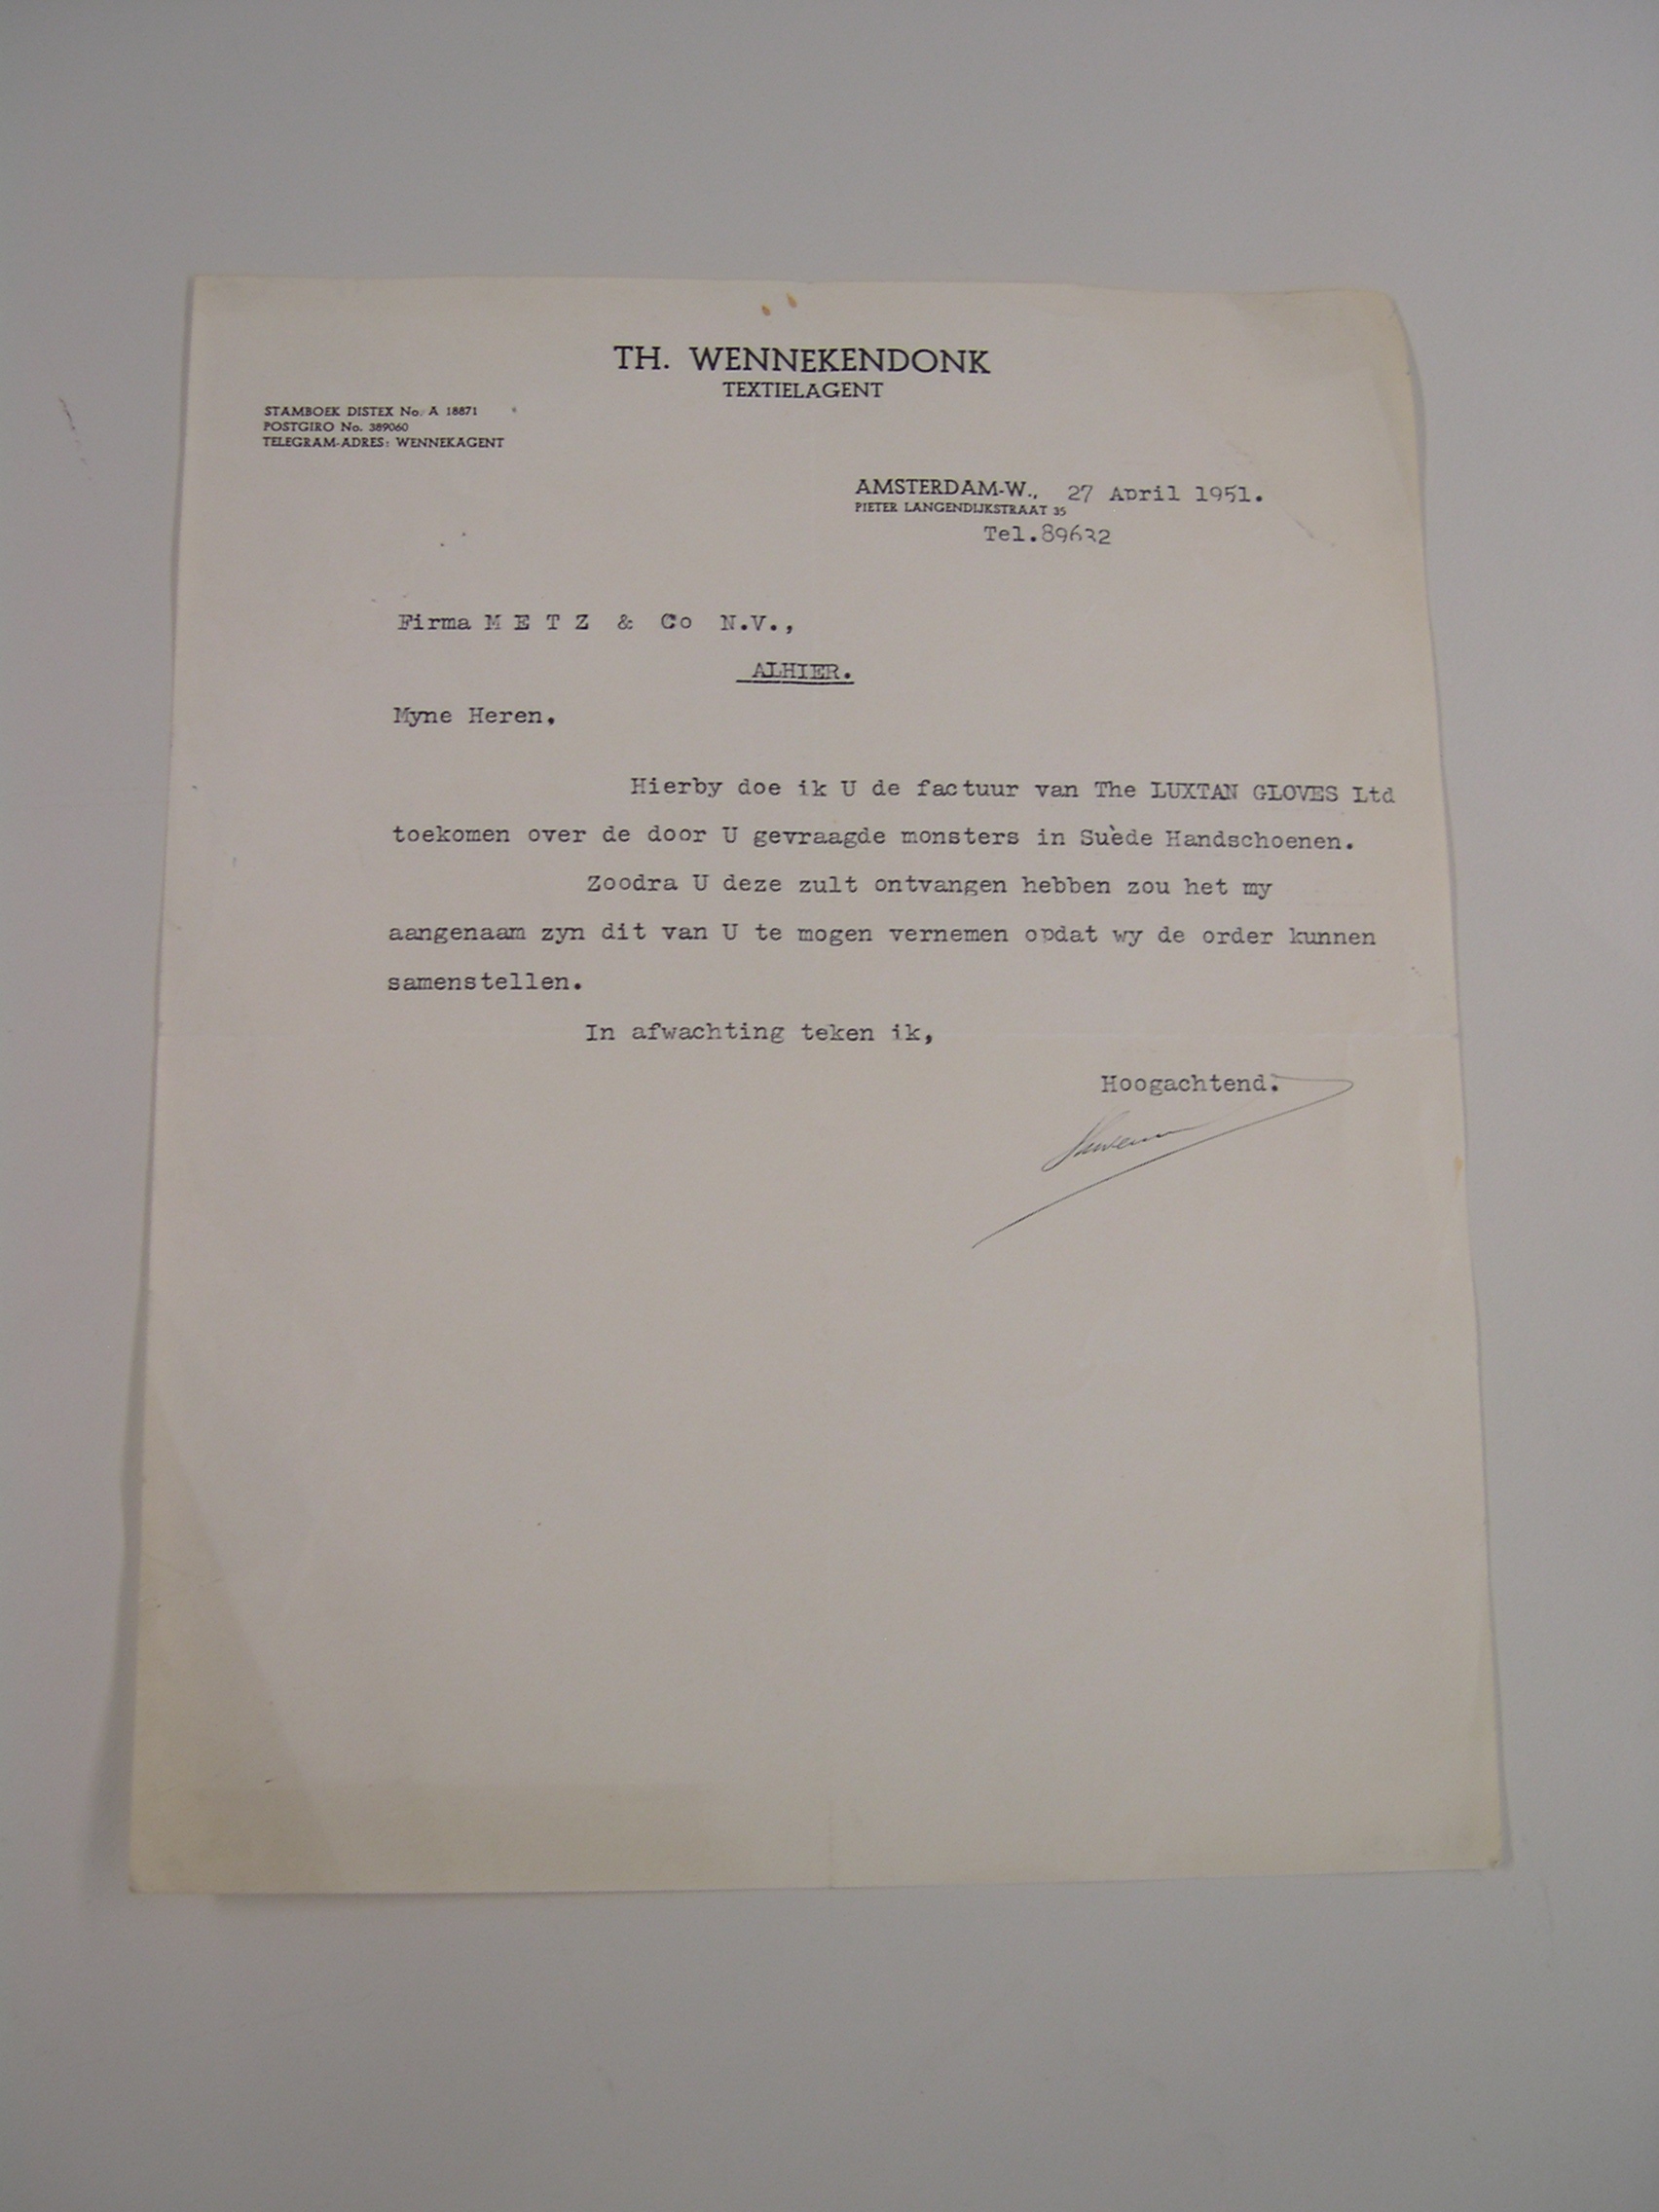 TH. WENNEKENDONK
TEXTIELAGENT
STAMBOEK DISTEX No. A 18871
POSTGIRO No. 389060
TELEGRAM-ADRES: WENNEKAGENT
AMSTERDAM-W., 27 April 1951.
PIETER LANGENDIJKSTRAAT 35
Tel.89632
Firma M E T Z & Co N.V.,
ALHIER.
Myne Heren,
Hierby doe ik U de factuur van The LUXTAN GLOVES Ltd
toekomen over de door U gevraagde monsters in Suède Handschoenen.
Zoodra U deze zult ontvangen hebben zou het my
aangenaam zyn dit van U te mogen vernemen opdat wy de order kunnen
samenstellen.
In afwachting teken ik,
Hoogachtend.